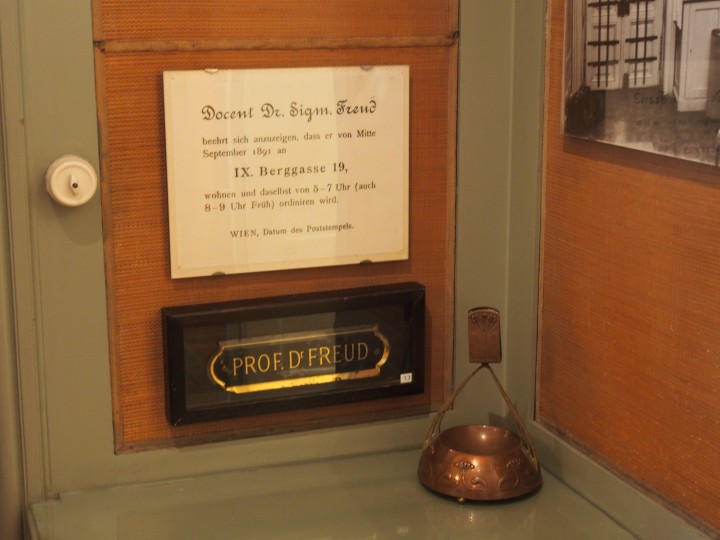 Docent Dr. Sigm. Freud
beehrt sich anzuzeigen, dass er von Mitte
September 1891 an
IX. Berggasse 19,
wohnen und daselbst von 5–7 Uhr (auch
8–9 Uhr Früh) ordiniren wird.
WIEN, Datum des Poststempels.
PROF. Dr FREUD